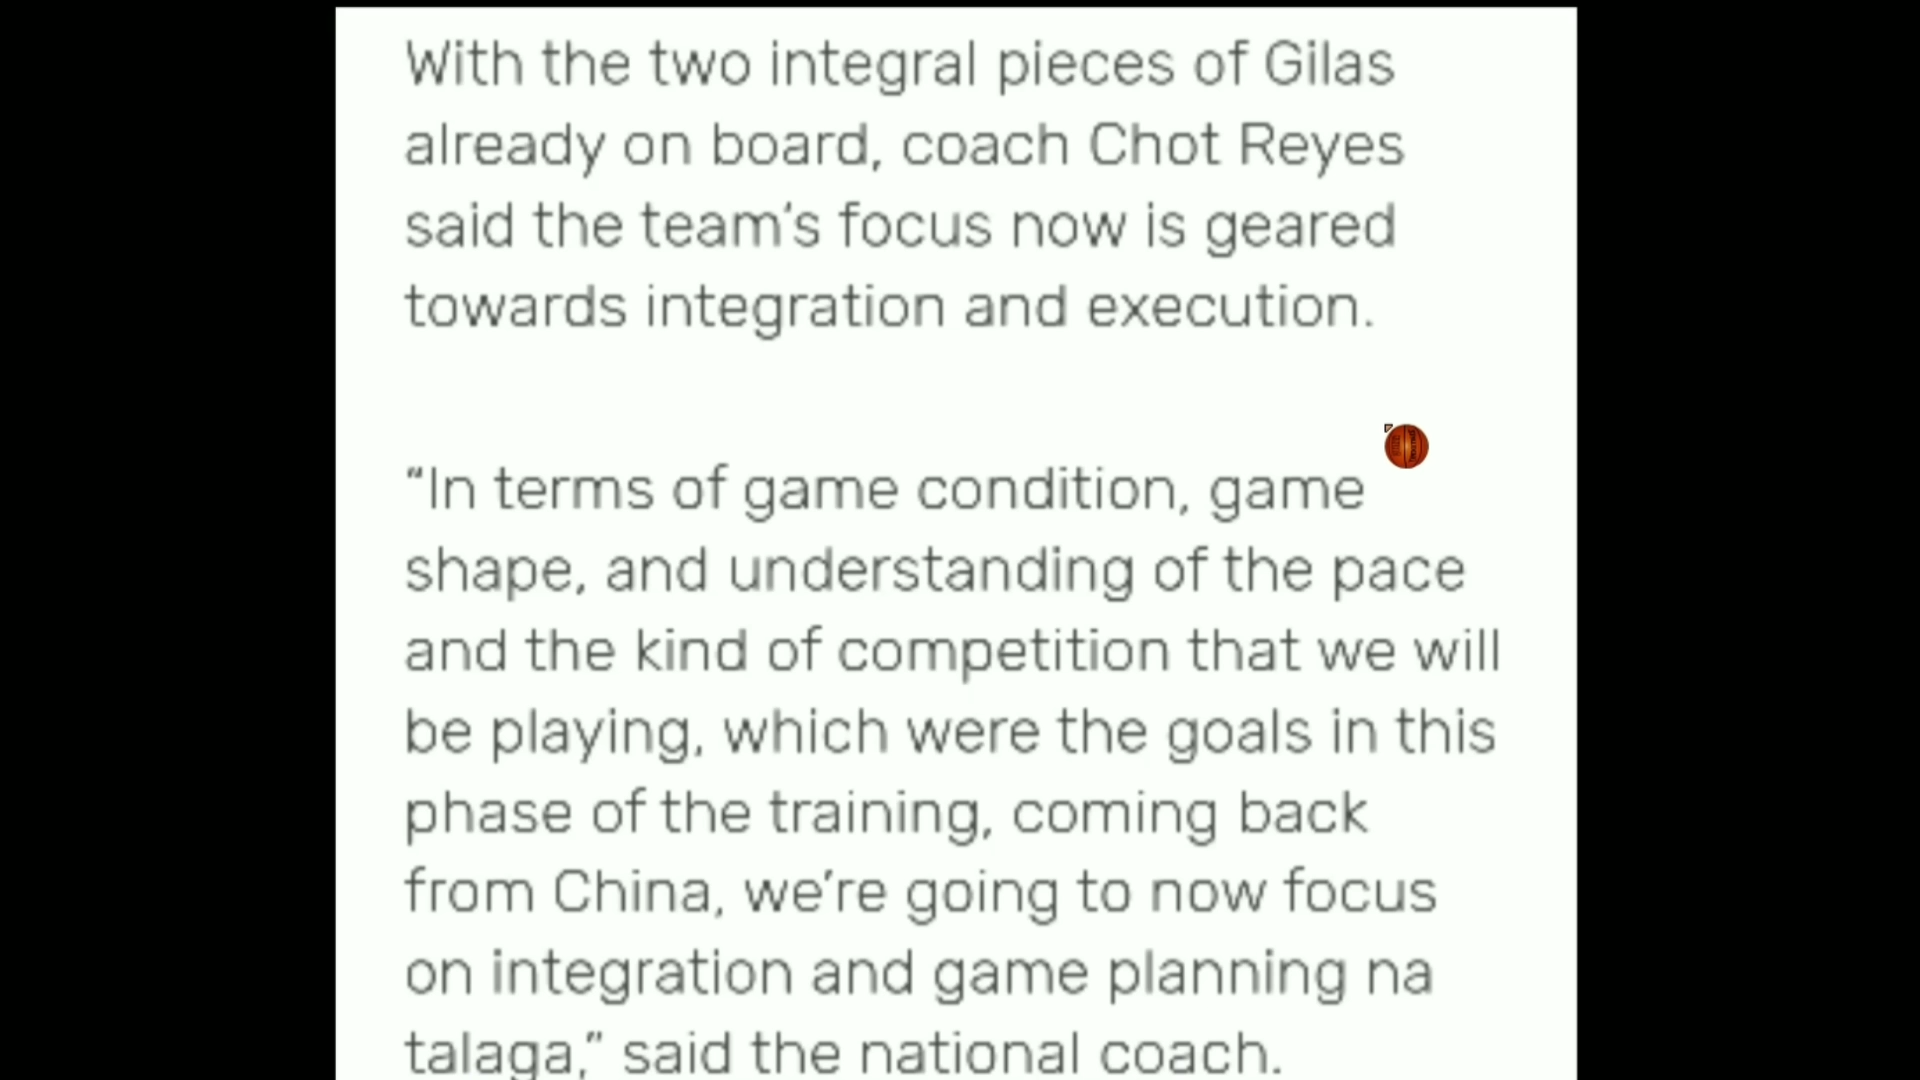 With the two integral pieces of Gilas
already on board, coach Chot Reyes
said the team's focus now is geared
towards integration and execution.
“In terms of game condition, game
shape, and understanding of the pace
and the kind of competition that we will
be playing, which were the goals in this
phase of the training, coming back
from China, we’re going to now focus
on integration and game planning na
talaga,” said the national coach.